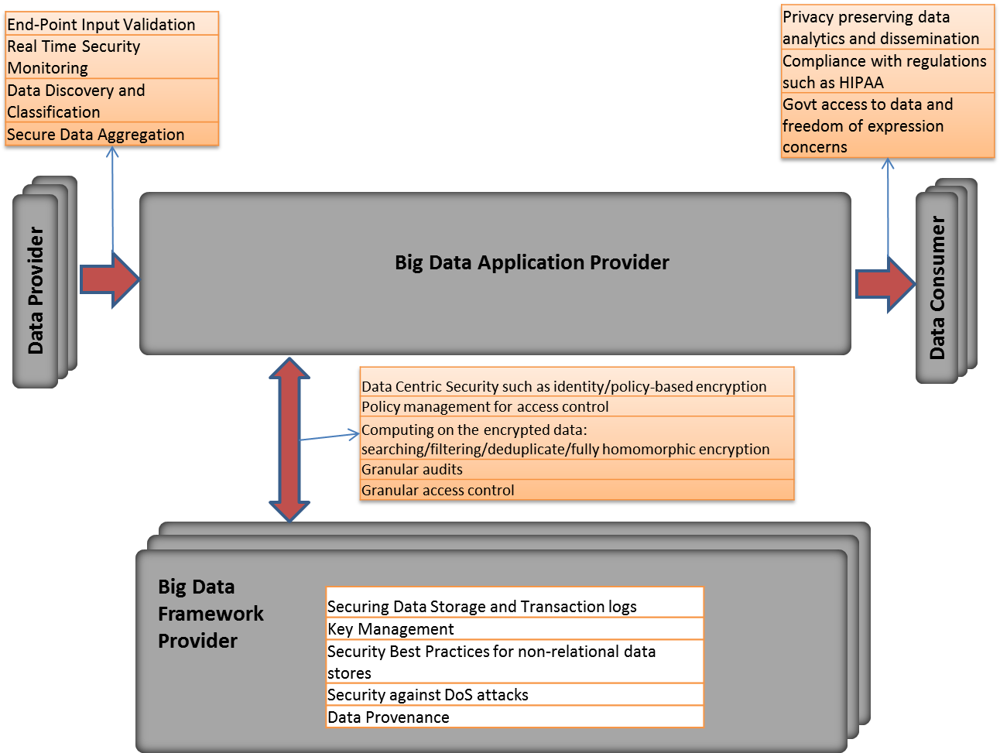 End-Point Input Validation
Real Time Security
Monitoring
Data Discovery and
Classification
Secure Data Aggregation
Privacy preserving data
analytics and dissemination
Compliance with regulations
such as HIPAA
Govt access to data and
freedom of expression
concerns
Data Provider
Big Data Application Provider
Data Consumer
Data Centric Security such as identity/policy-based encryption
Policy management for access control
Computing on the encrypted data:
searching/filtering/deduplicate/fully homomorphic encryption
Granular audits
Granular access control
Big Data
Framework
Provider
Securing Data Storage and Transaction logs
Key Management
Security Best Practices for non-relational data
stores
Security against DoS attacks
Data Provenance